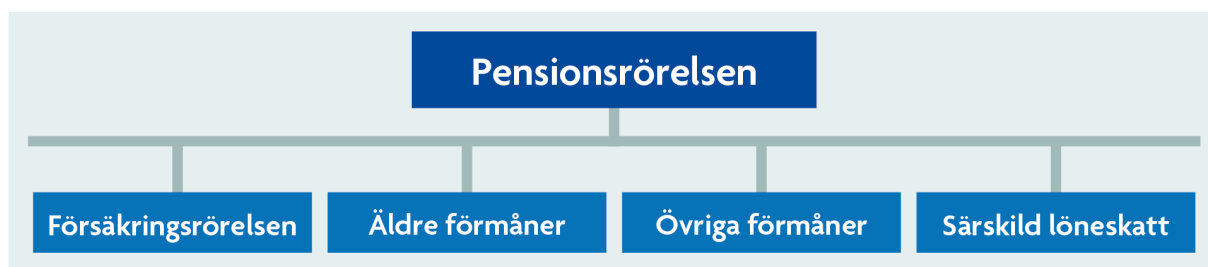 Pensionsrörelsen
Försäkringsrörelsen
Äldre förmåner
Övriga förmåner
Särskild löneskatt